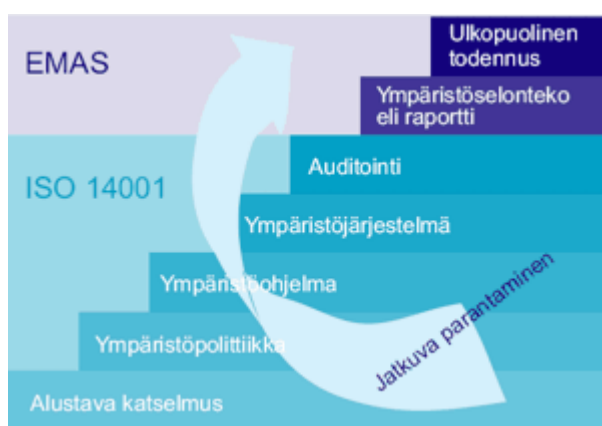 EMAS
Ulkopuolinen
todennus
Ympäristöselonteko
eli raportti
ISO 14001
Auditointi
Ympäristöjärjestelmä
Ympäristöohjelma
Ympäristöpolittiikka
Alustava katselmus
Jatkuva parantaminen